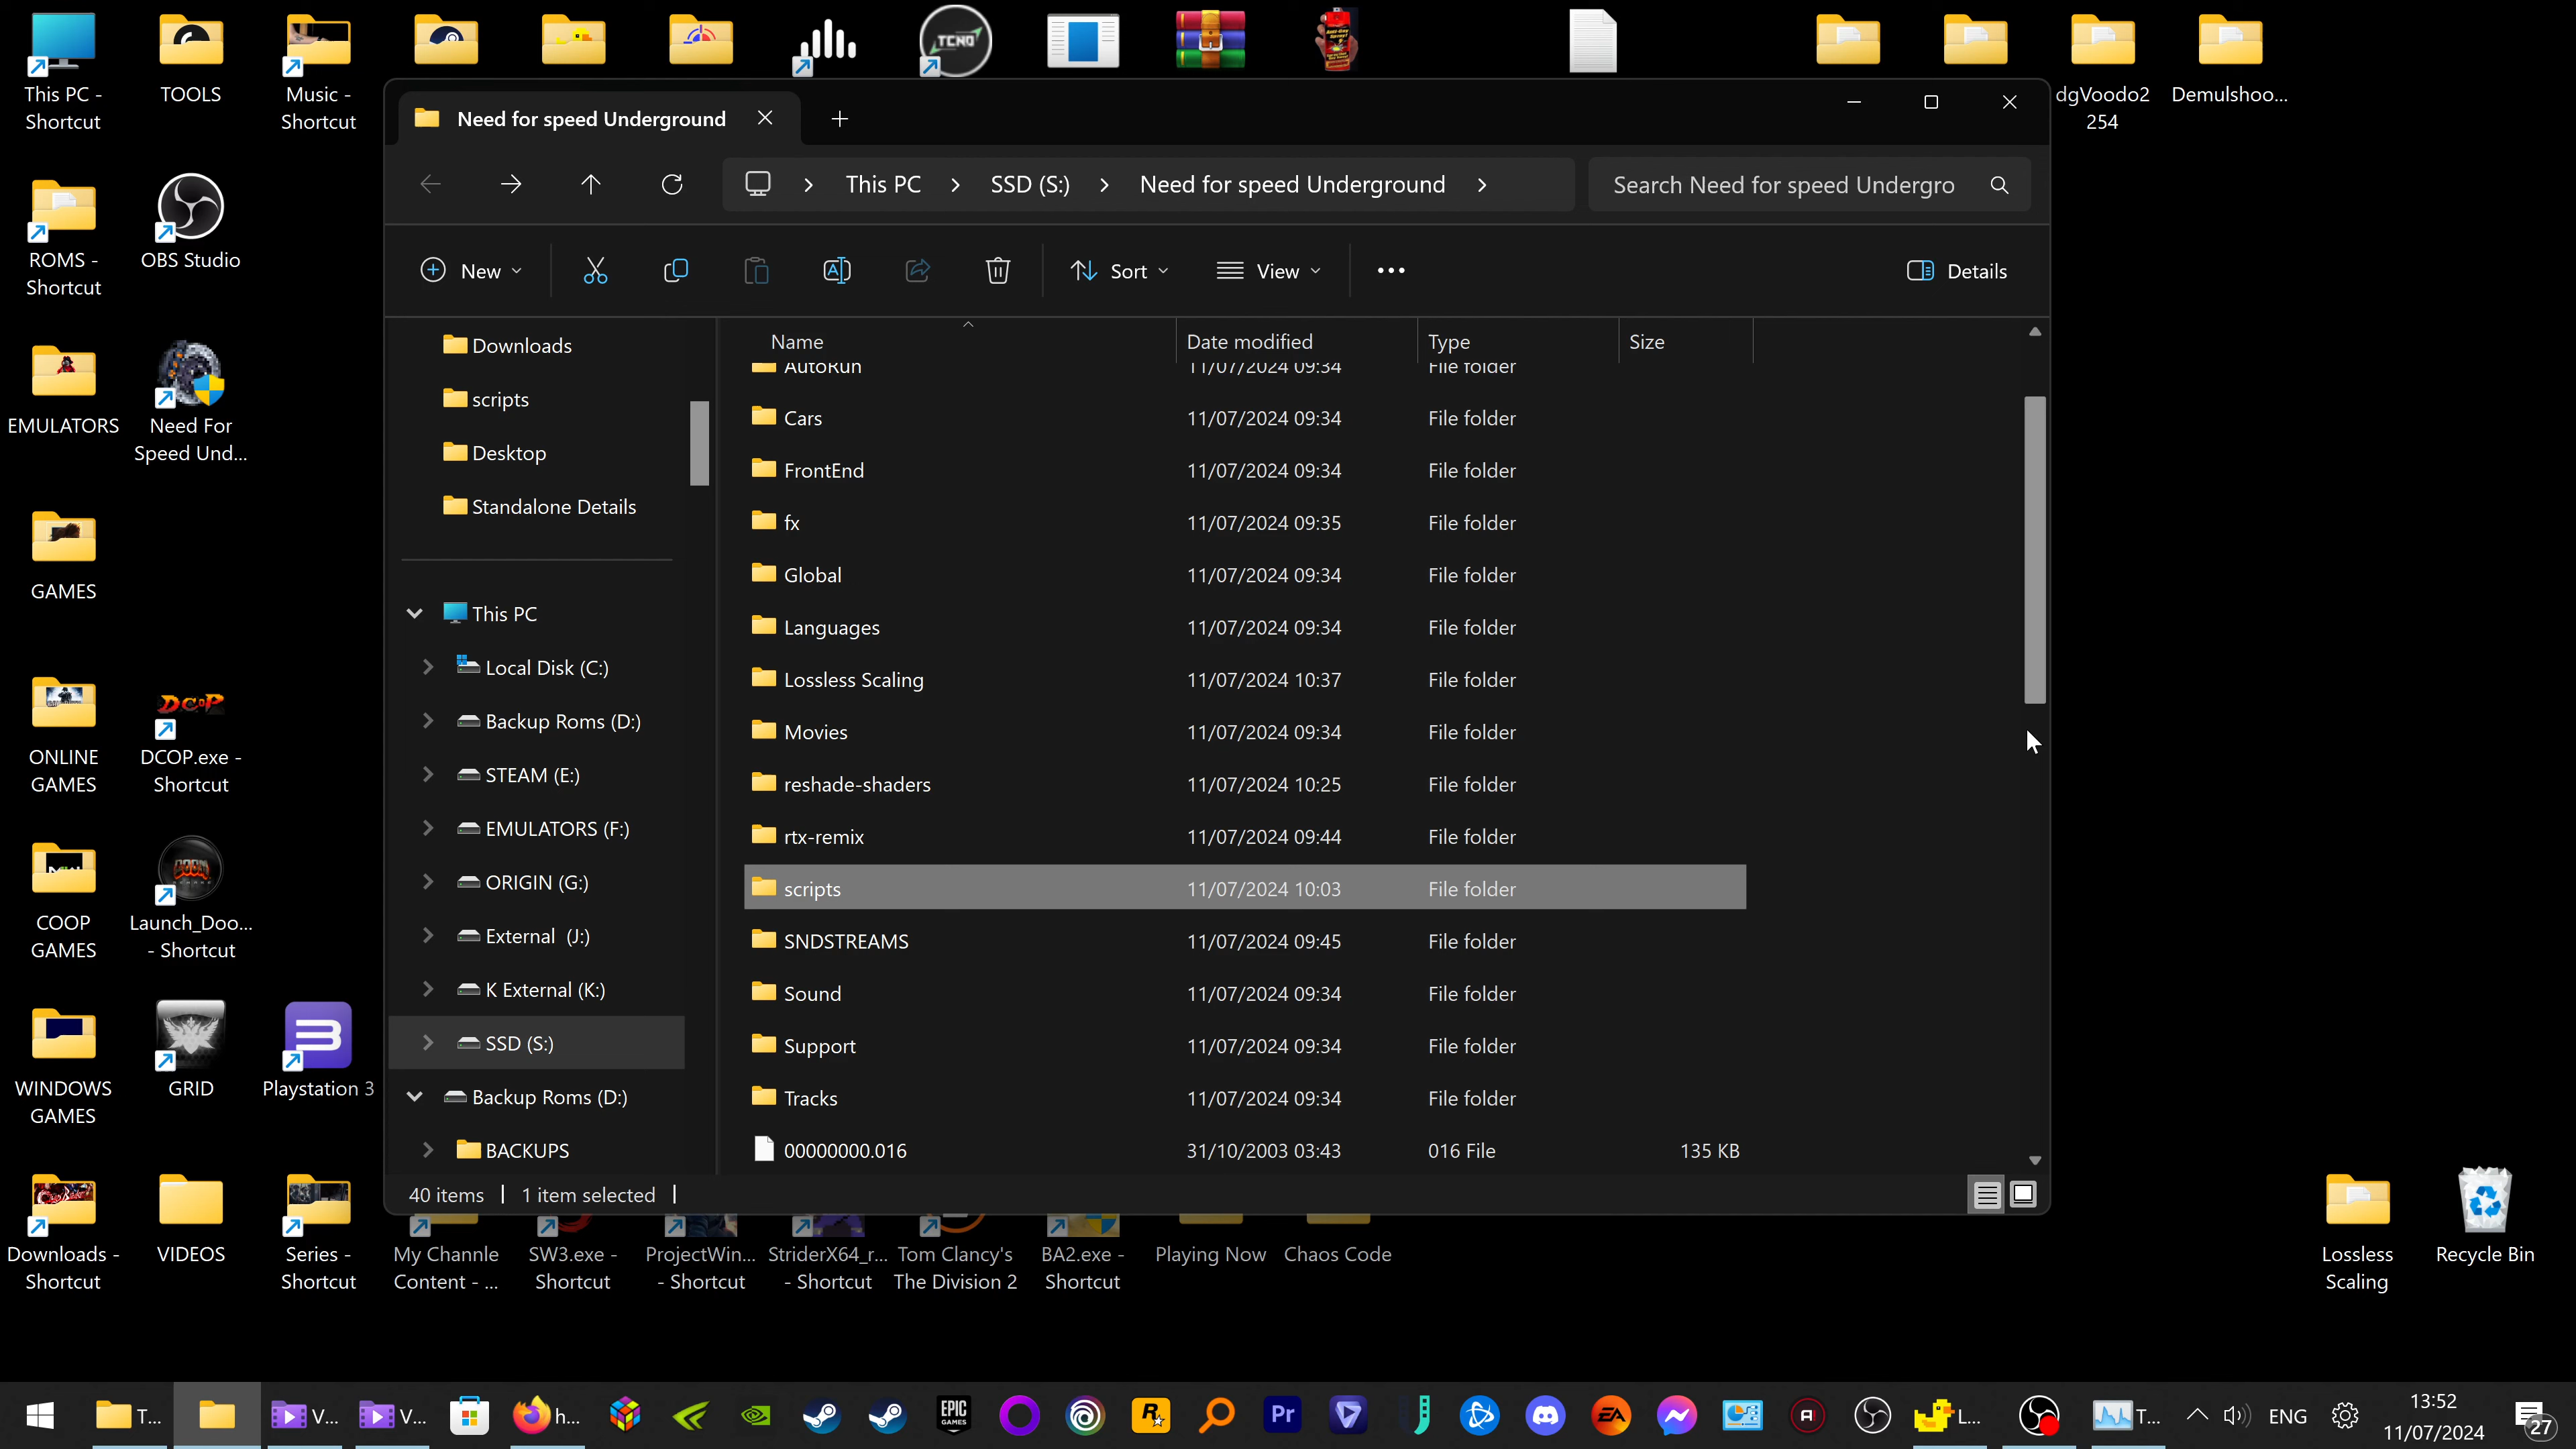 This PC -
Shortcut
TOOLS
Music -
Shortcut
TCNO
dgVoodo2
254
Demulshoo...
ROMS -
Shortcut
OBS Studio
EMULATORS
Need For
Speed Und...
GAMES
ONLINE
GAMES
DCOP.exe -
Shortcut
COOP
GAMES
Launch_Doo...
- Shortcut
WINDOWS
GAMES
GRID
Playstation 3
Downloads -
Shortcut
VIDEOS
Series -
Shortcut
My Channle
Content - ...
SW3.exe -
Shortcut
ProjectWin...
- Shortcut
StriderX64_r...
- Shortcut
Tom Clancy's
The Division 2
BA2.exe -
Shortcut
Playing Now
Chaos Code
Lossless
Scaling
Recycle Bin
Need for speed Underground
This PC > SSD (S:) > Need for speed Underground >
Search Need for speed Undergro
New
Sort
View
Details
Downloads
scripts
Desktop
Standalone Details
This PC
Local Disk (C:)
Backup Roms (D:)
STEAM (E:)
EMULATORS (F:)
ORIGIN (G:)
External (J:)
K External (K:)
SSD (S:)
Backup Roms (D:)
BACKUPS
Name Date modified Type Size
AutoRun 11/07/2024 09:34 File folder
Cars 11/07/2024 09:34 File folder
FrontEnd 11/07/2024 09:34 File folder
fx 11/07/2024 09:35 File folder
Global 11/07/2024 09:34 File folder
Languages 11/07/2024 09:34 File folder
Lossless Scaling 11/07/2024 10:37 File folder
Movies 11/07/2024 09:34 File folder
reshade-shaders 11/07/2024 10:25 File folder
rtx-remix 11/07/2024 09:44 File folder
scripts 11/07/2024 10:03 File folder
SNDSTREAMS 11/07/2024 09:45 File folder
Sound 11/07/2024 09:34 File folder
Support 11/07/2024 09:34 File folder
Tracks 11/07/2024 09:34 File folder
00000000.016 31/10/2003 03:43 016 File 135 KB
40 items
1 item selected
T...
V...
V...
h...
EPIC
GAMES
Pr
EA
AI
L...
T...
ENG
13:52
11/07/2024
27